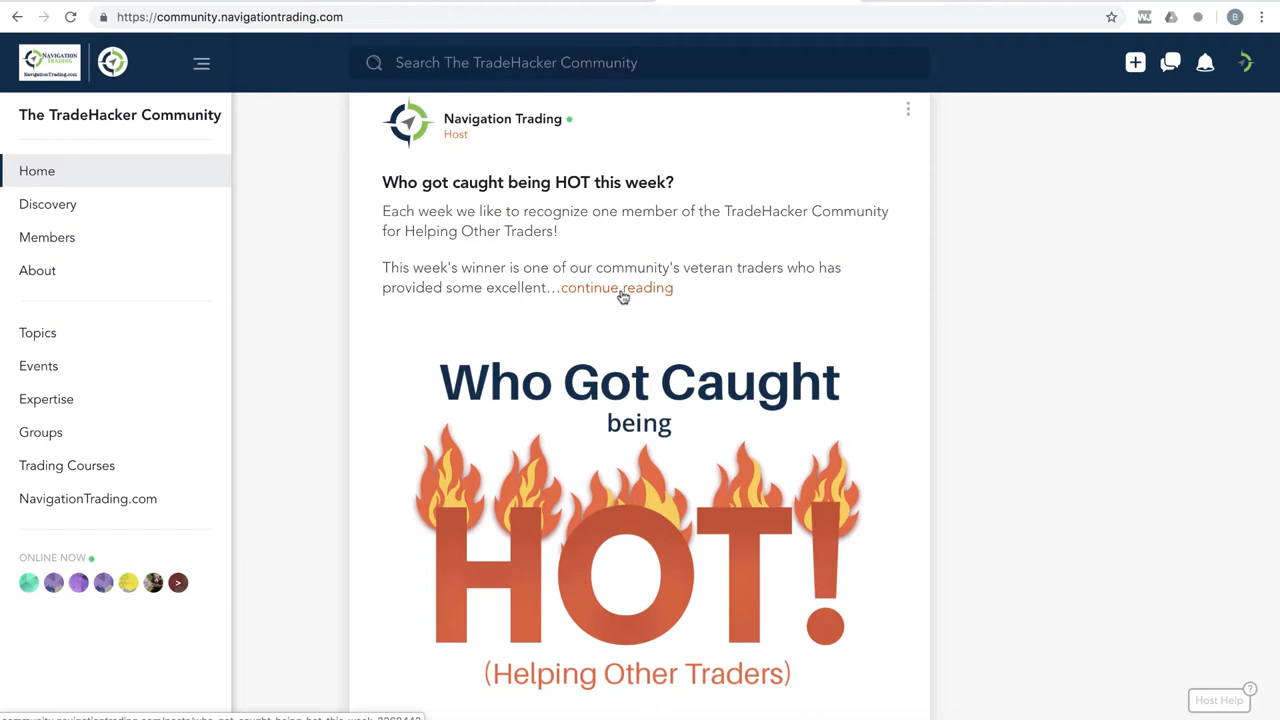 https://community.navigationtrading.com
B
NAVIGATION
TRADING
NavigationTrading.com
Search The TradeHacker Community
The TradeHacker Community
Home
Discovery
Members
About
Topics
Events
Expertise
Groups
Trading Courses
NavigationTrading.com
ONLINE NOW
>
Navigation Trading
Host
Who got caught being HOT this week?
Each week we like to recognize one member of the TradeHacker Community
for Helping Other Traders!
This week's winner is one of our community's veteran traders who has
provided some excellent…continue reading
Who Got Caught
being
HOT!
(Helping Other Traders)
Host Help
?